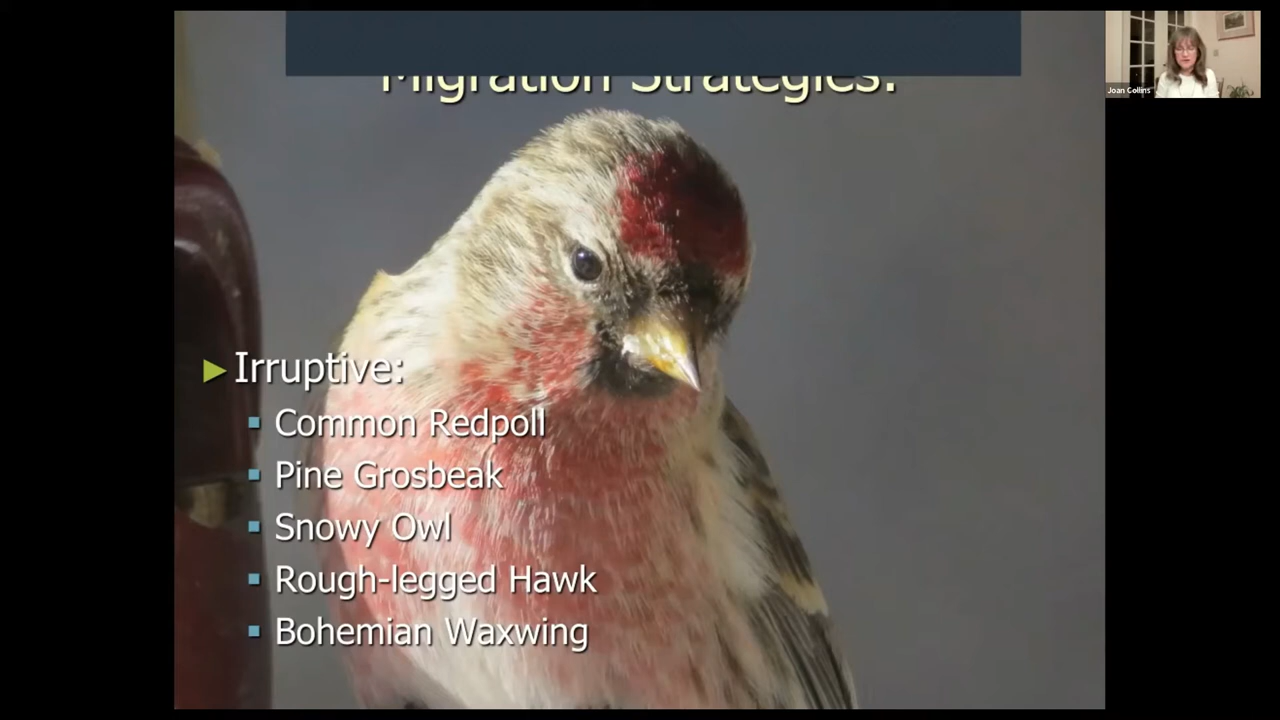 Migration Strategies:
Irruptive:
Common Redpoll
Pine Grosbeak
Snowy Owl
Rough-legged Hawk
Bohemian Waxwing
Joan Collins